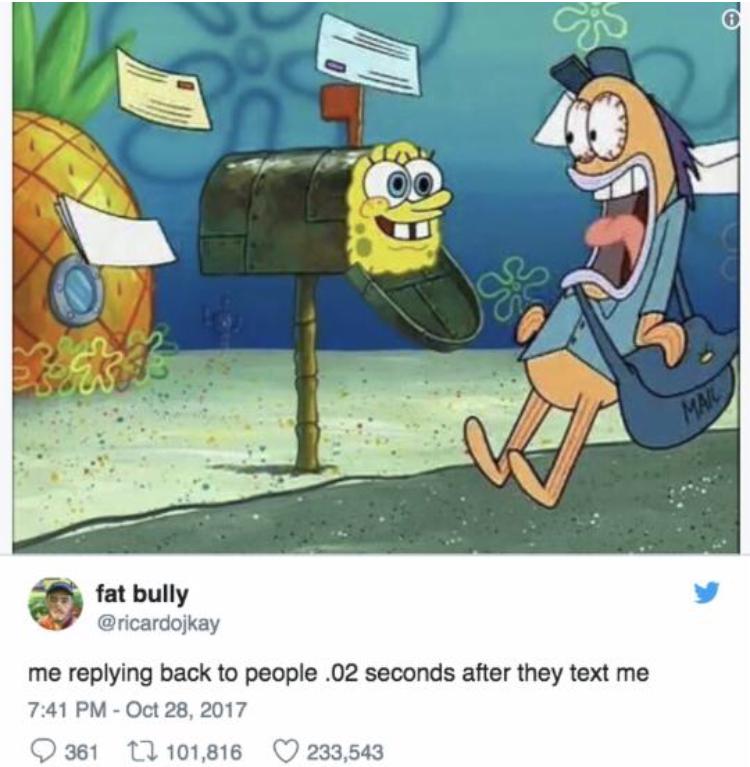 MAIL
fat bully
@ricardojkay
me replying back to people .02 seconds after they text me
7:41 PM - Oct 28, 2017
361 101,816 233,543